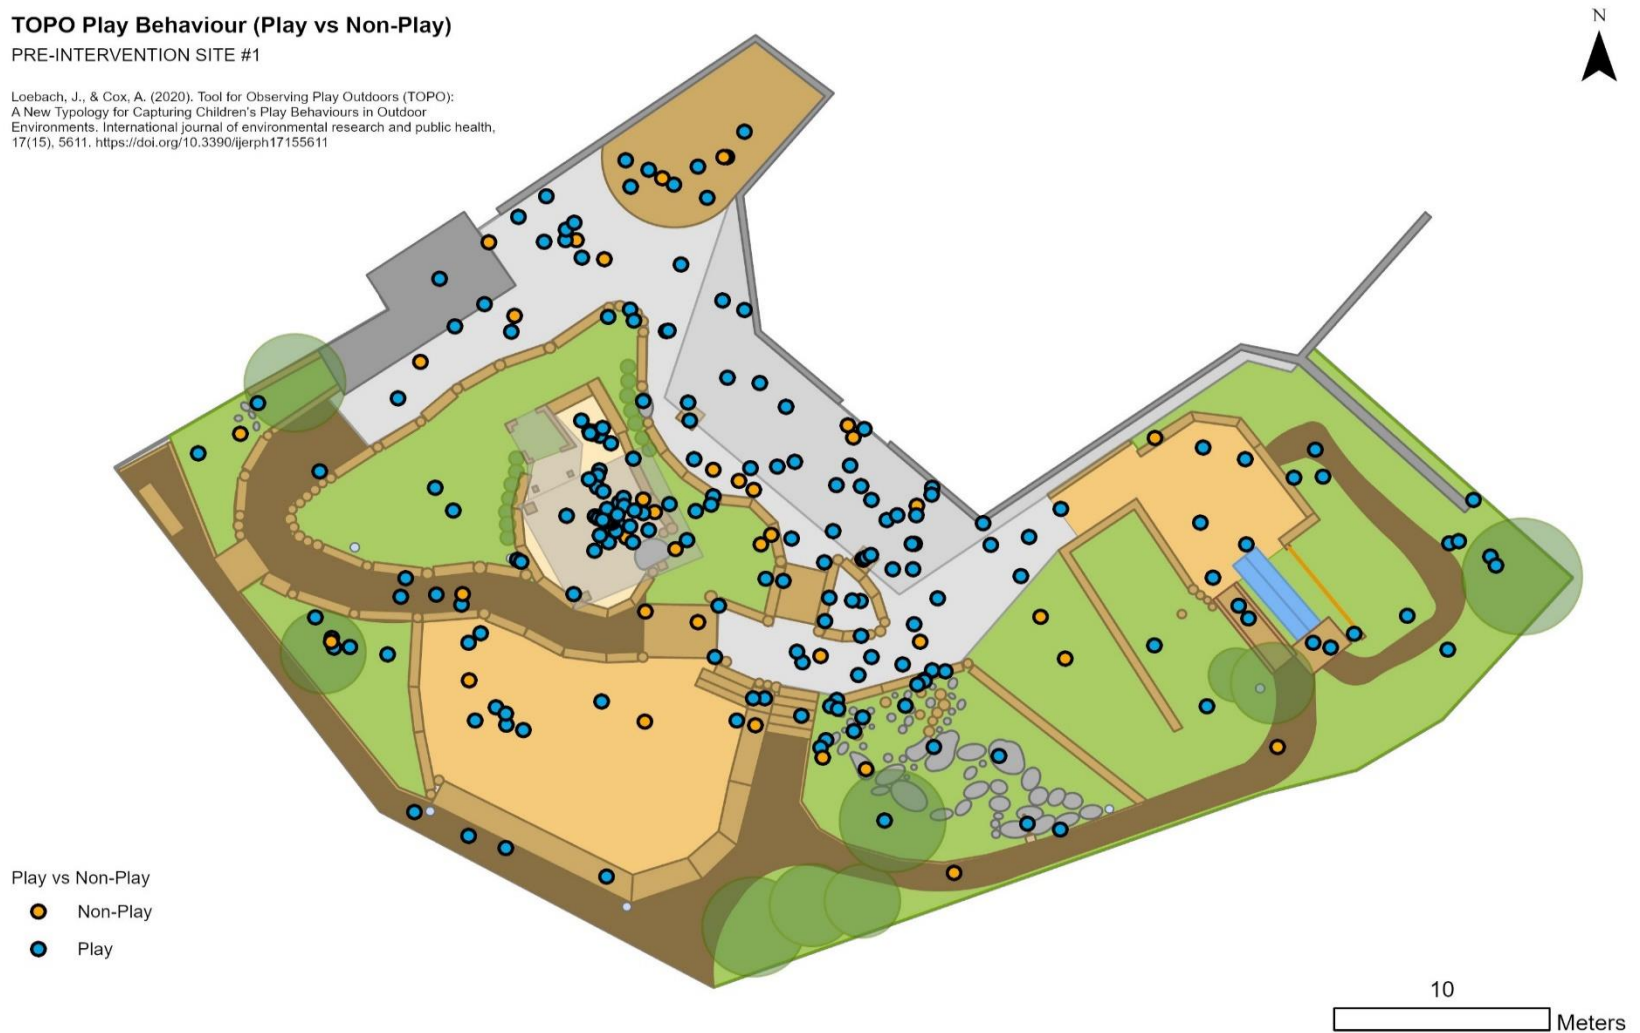 TOPO Play Behaviour (Play vs Non-Play)
PRE-INTERVENTION SITE #1
N
Loebach, J., & Cox, A. (2020). Tool for Observing Play Outdoors (TOPO):
A New Typology for Capturing Children's Play Behaviours in Outdoor
Environments. International journal of environmental research and public health,
17(15), 5611. https://doi.org/10.3390/ijerph17155611
Play vs Non-Play
Non-Play
Play
10
Meters